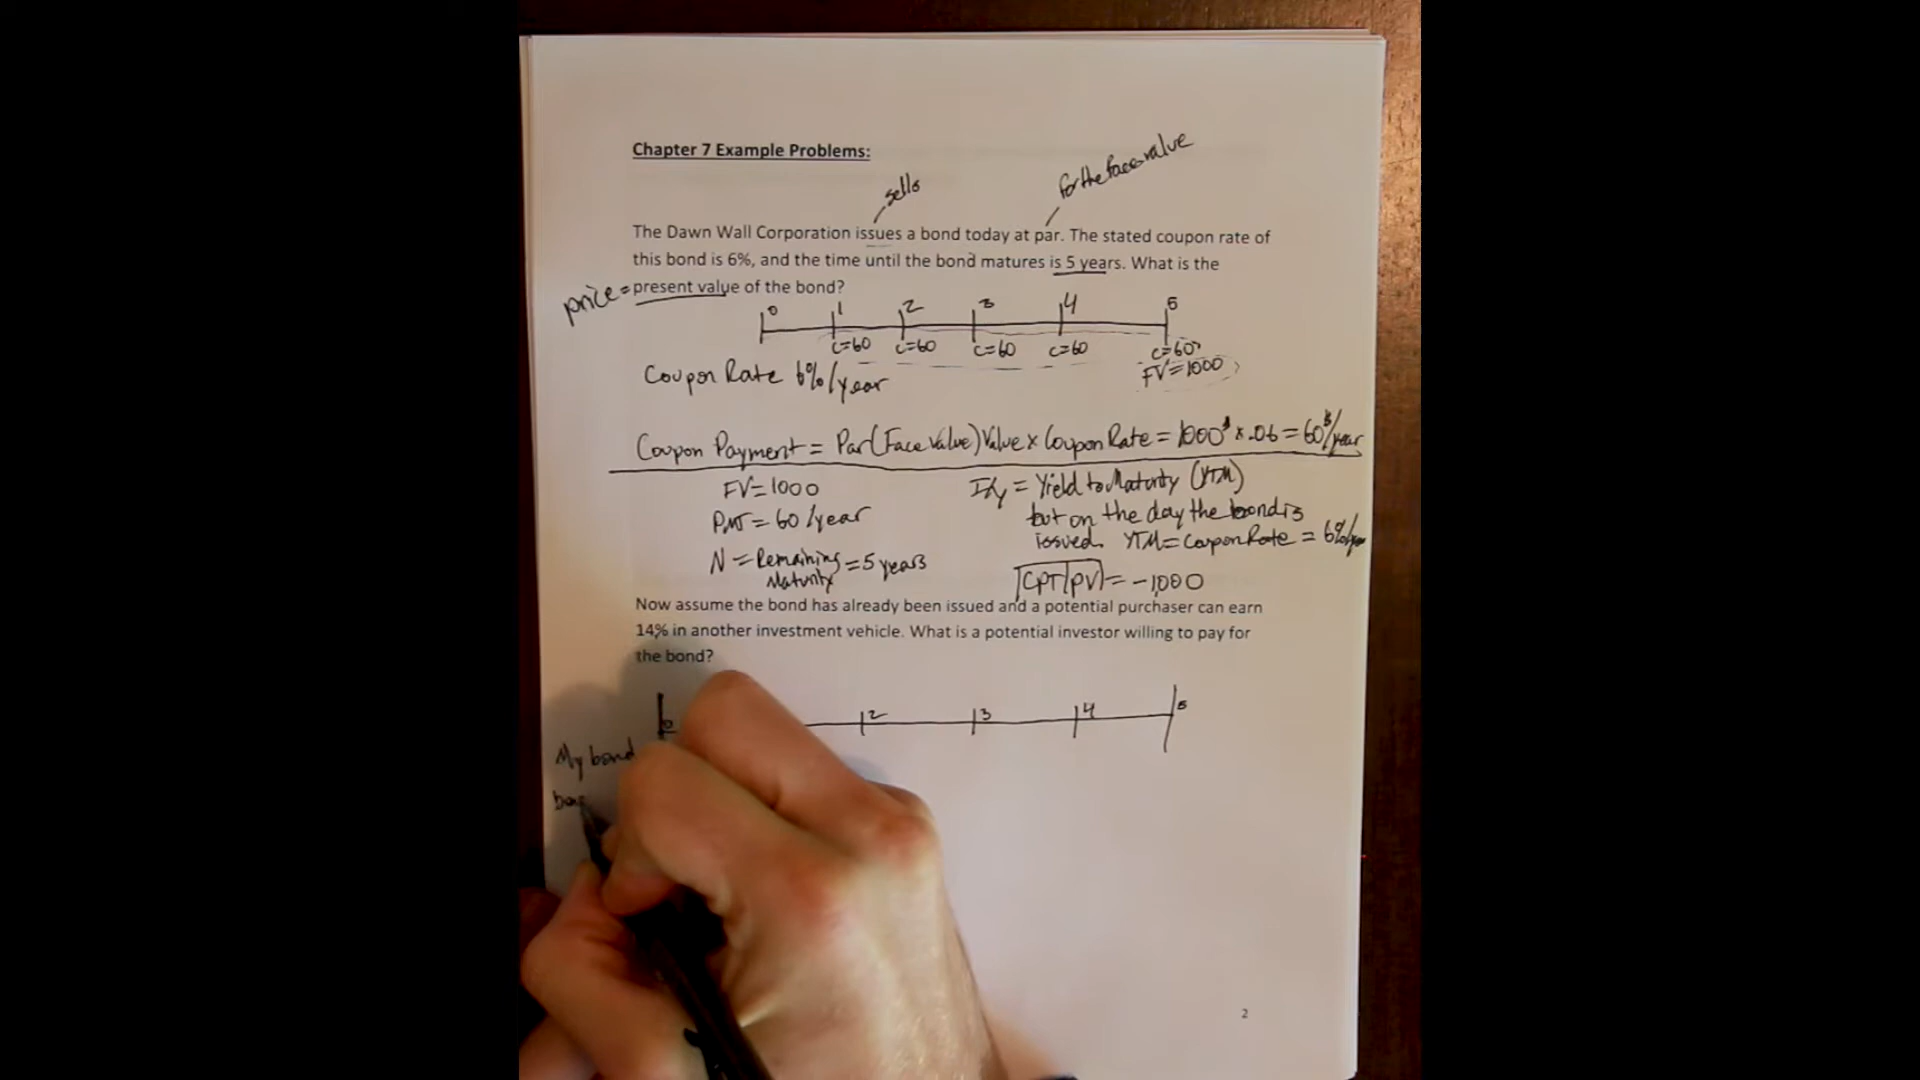 Chapter 7 Example Problems:
sells
for the face value
The Dawn Wall Corporation issues a bond today at par. The stated coupon rate of
this bond is 6%, and the time until the bond matures is 5 years. What is the
price = present value of the bond?
0 1 2 3 4 5
C=60 C=60 C=60 C=60 C=60
FV=1000
Coupon Rate 6%/year
Coupon Payment = Par(Face Value) Value x Coupon Rate = 1000$ x .06 = 60$/year
FV=1000
PMT = 60/year
N = Remaining Maturity = 5 years
I/Y = Yield to Maturity (YTM)
but on the day the bond is
issued YTM = Coupon Rate = 6%/year
CPT PV = -1,000
Now assume the bond has already been issued and a potential purchaser can earn
14% in another investment vehicle. What is a potential investor willing to pay for
the bond?
0 2 3 4 5
My bond
2